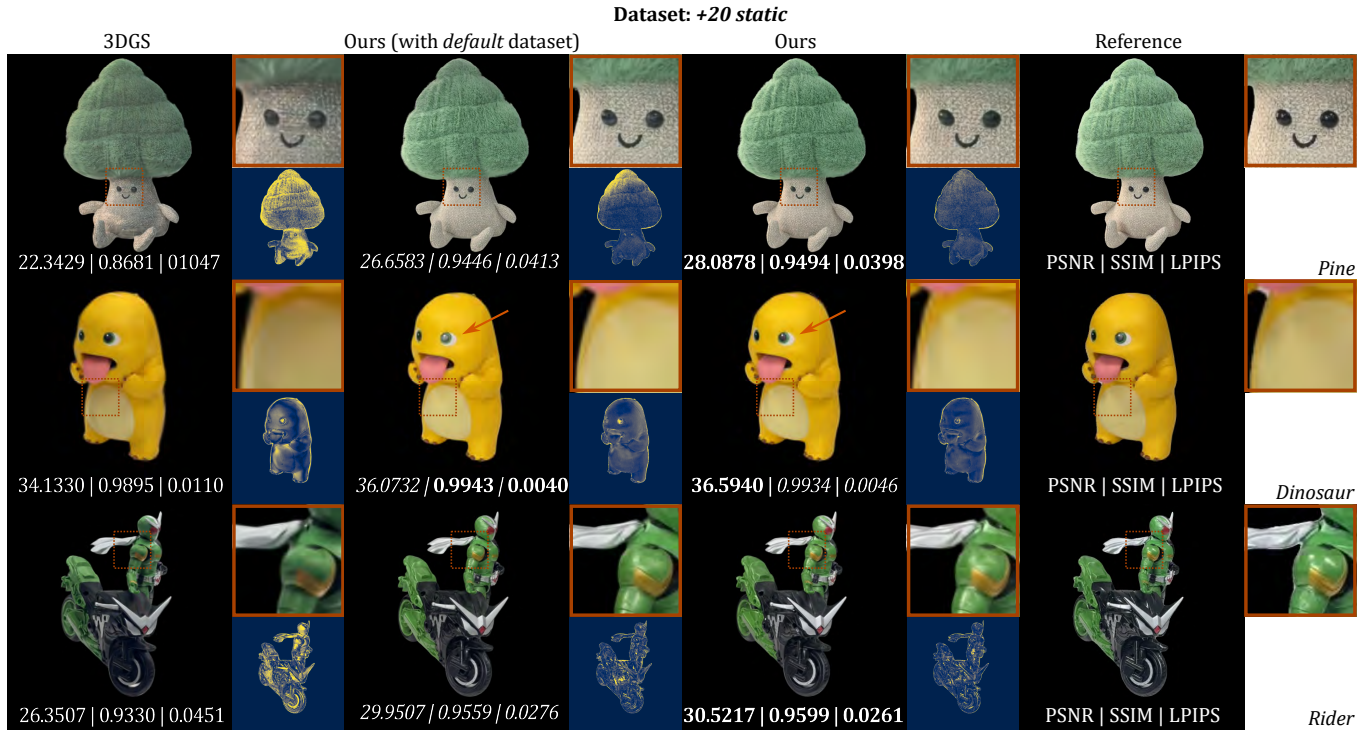 Dataset: +20 static
3DGS
Ours (with default dataset)
Ours
Reference
22.3429 | 0.8681 | 01047
26.6583 | 0.9446 | 0.0413
28.0878 | 0.9494 | 0.0398
PSNR | SSIM | LPIPS
Pine
34.1330 | 0.9895 | 0.0110
36.0732 | 0.9943 | 0.0040
36.5940 | 0.9934 | 0.0046
PSNR | SSIM | LPIPS
Dinosaur
26.3507 | 0.9330 | 0.0451
29.9507 | 0.9559 | 0.0276
30.5217 | 0.9599 | 0.0261
PSNR | SSIM | LPIPS
Rider